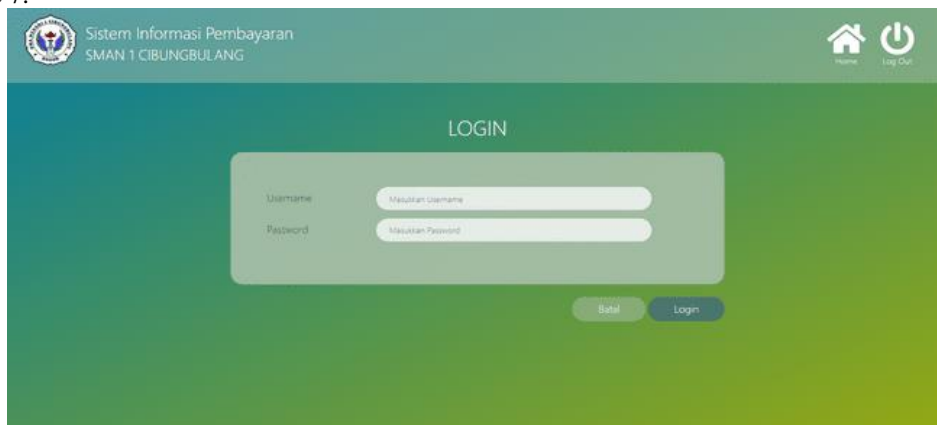 Sistem Informasi Pembayaran
SMAN 1 CIBUNGBULANG
Home
Log Out
LOGIN
Username
Masukkan Username
Password
Masukkan Password
Batal
Login